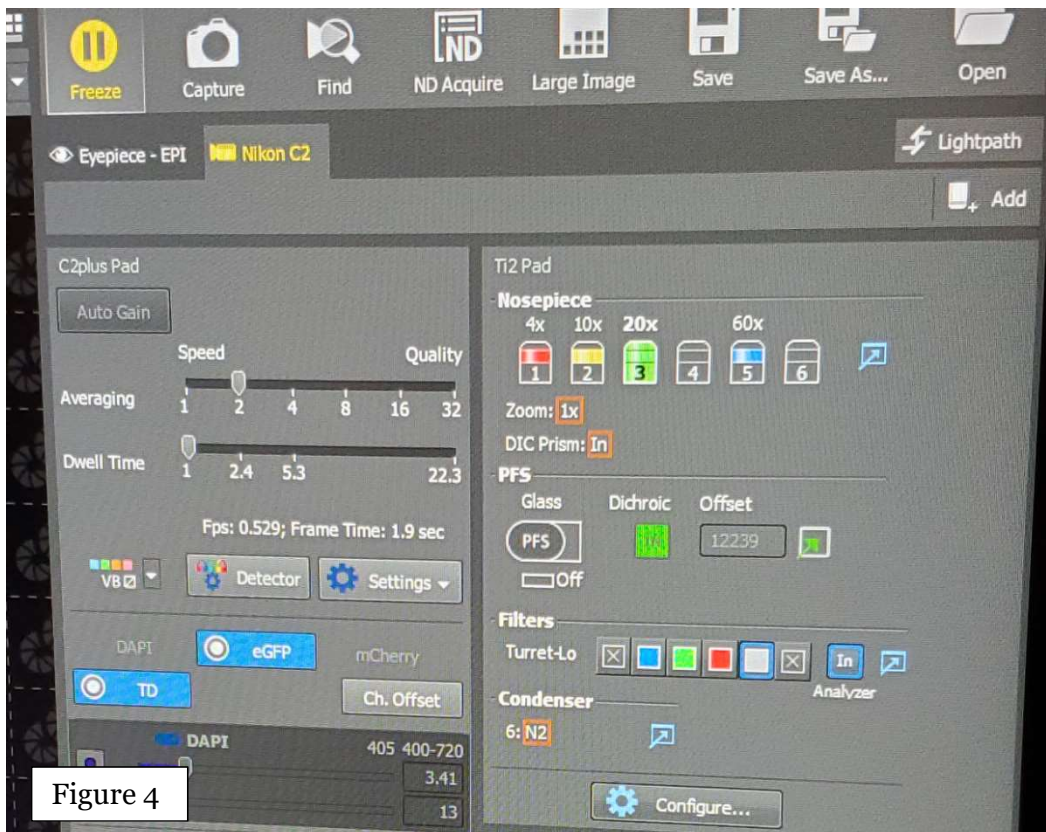 Freeze Capture Find ND ND Acquire Large Image Save Save As... Open
Eyepiece - EPI Nikon C2 Lightpath
Add
C2plus Pad
Auto Gain
Speed Quality
Averaging 1 2 4 8 16 32
Dwell Time 1 2.4 5.3 22.3
Fps: 0.529; Frame Time: 1.9 sec
VB Detector Settings
DAPI eGFP mCherry
TD Ch. Offset
DAPI 405 400-720
3.41
13
Ti2 Pad
Nosepiece
4x 10x 20x 60x
1 2 3 4 5 6
Zoom: 1x
DIC Prism: In
PFS
Glass Dichroic Offset
PFS 12239
Off
Filters
Turret-Lo In
Analyzer
Condenser
6: N2
Configure...
Figure 4